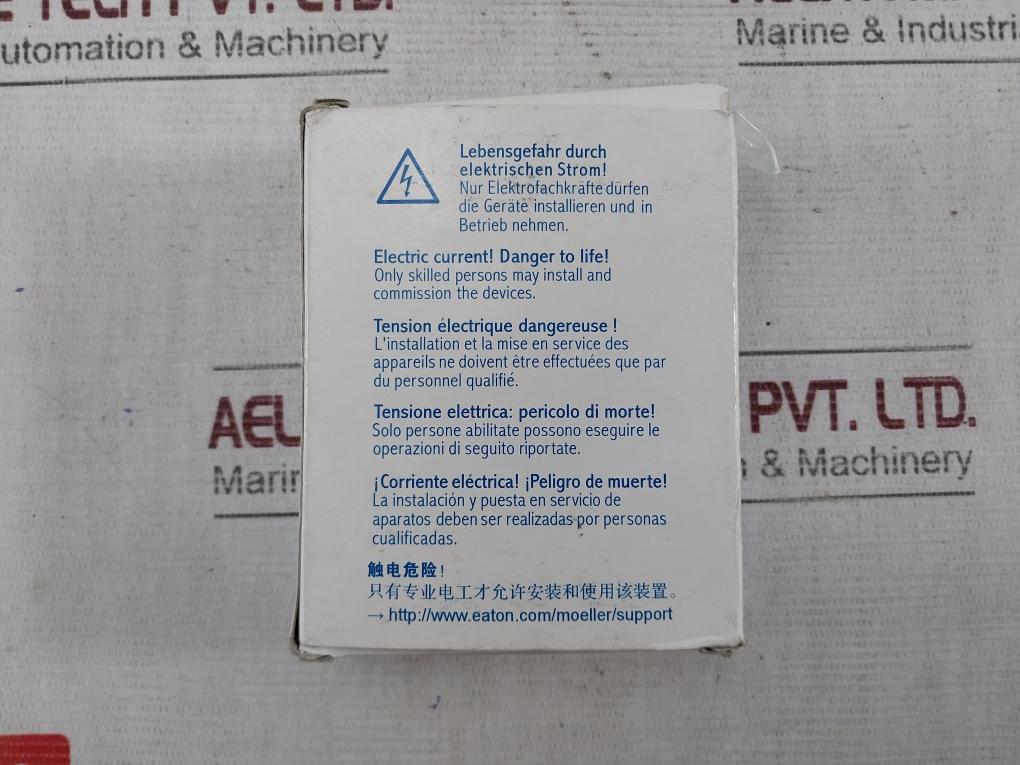 TECH PVT. LTD.
utomation & Machinery
Marine & Industri
Lebensgefahr durch
elektrischen Strom!
Nur Elektrofachkräfte dürfen
die Geräte installieren und in
Betrieb nehmen.
Electric current! Danger to life!
Only skilled persons may install and
commission the devices.
Tension électrique dangereuse !
L'installation et la mise en service des
appareils ne doivent être effectuées que par
du personnel qualifié.
Tensione elettrica: pericolo di morte!
Solo persone abilitate possono eseguire le
operazioni di seguito riportate.
¡Corriente eléctrica! ¡Peligro de muerte!
La instalación y puesta en servicio de
aparatos deben ser realizadas por personas
cualificadas.
触电危险!
只有专业电工才允许安装和使用该装置。
→ http://www.eaton.com/moeller/support
AEL
PVT. LTD.
Marin
& Machinery